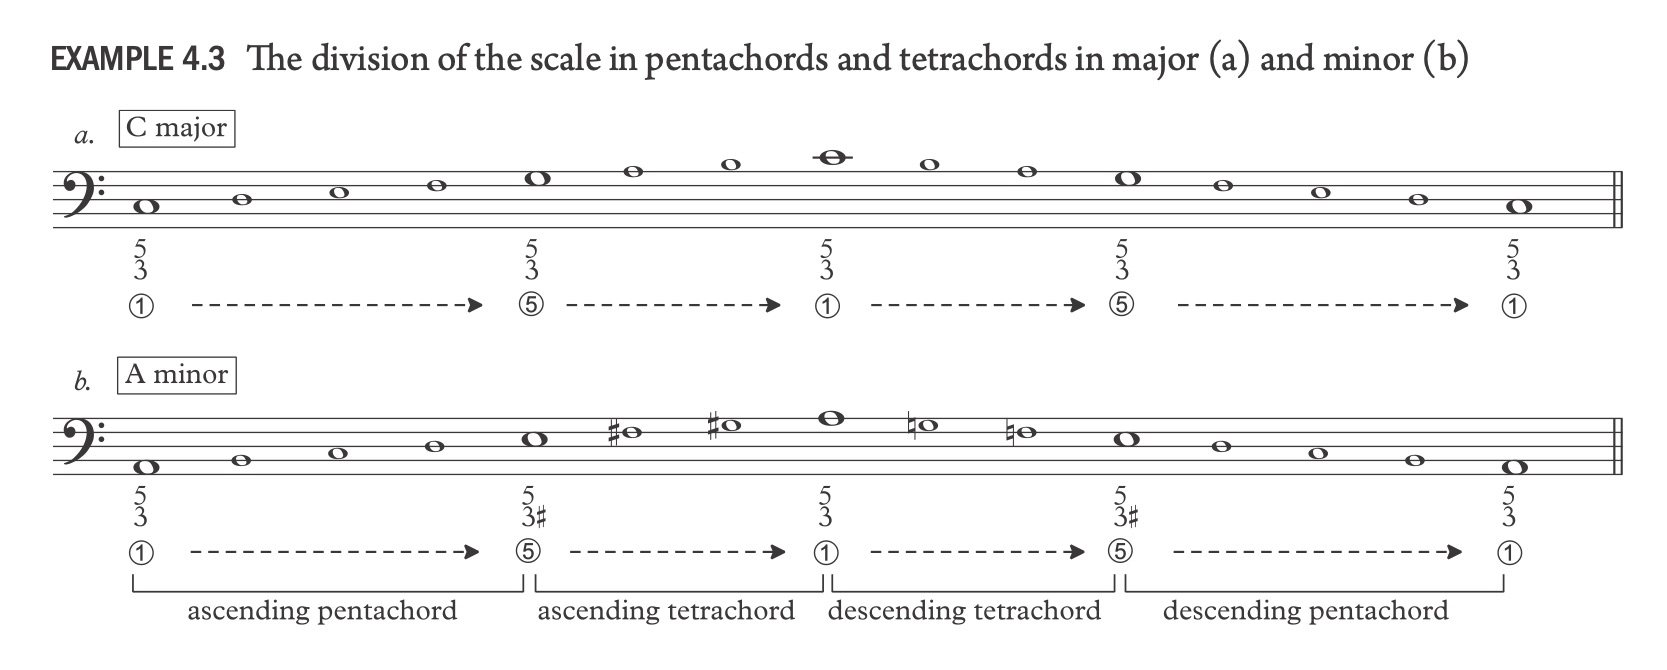 EXAMPLE 4.3 The division of the scale in pentachords and tetrachords in major (a) and minor (b)
a. C major
5 5 5 5 5
3 3 3 3 3
① ⑤ ① ⑤ ①
b. A minor
5 5 5 5 5
3 3♯ 3 3♯ 3
① ⑤ ① ⑤ ①
ascending pentachord ascending tetrachord descending tetrachord descending pentachord